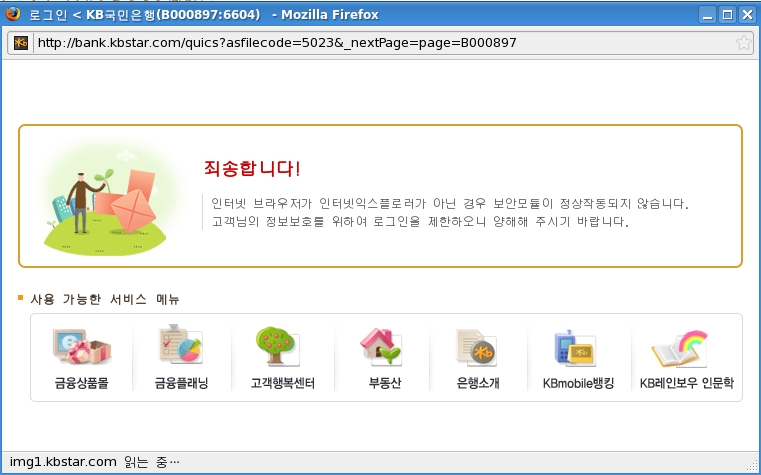 로그인 < KB국민은행(B000897:6604) - Mozilla Firefox
http://bank.kbstar.com/quics?asfilecode=5023&_nextPage=page=B000897
죄송합니다!
인터넷 브라우저가 인터넷익스플로러가 아닌 경우 보안모듈이 정상작동되지 않습니다.
고객님의 정보보호를 위하여 로그인을 제한하오니 양해해 주시기 바랍니다.
사용 가능한 서비스 메뉴
금융상품몰 금융플래닝 고객행복센터 부동산 은행소개 KBmobile뱅킹 KB레인보우 인문학
img1.kbstar.com 읽는 중…